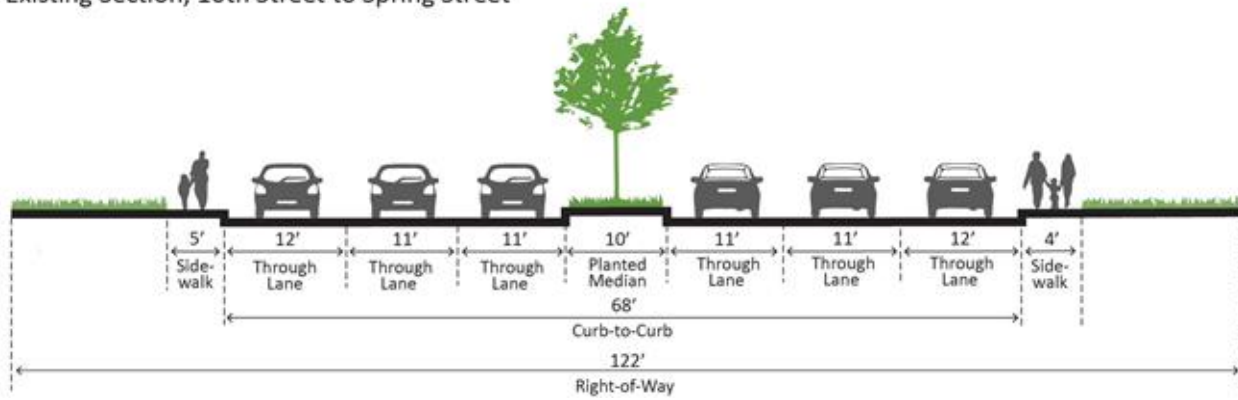 Existing Section, 10th Street to Spring Street
5’ 12’ 11’ 11’ 10’ 11’ 11’ 12’ 4’
Side- Through Through Through Planted Through Through Through Side-
walk Lane Lane Lane Median Lane Lane Lane walk
68’
Curb-to-Curb
122’
Right-of-Way